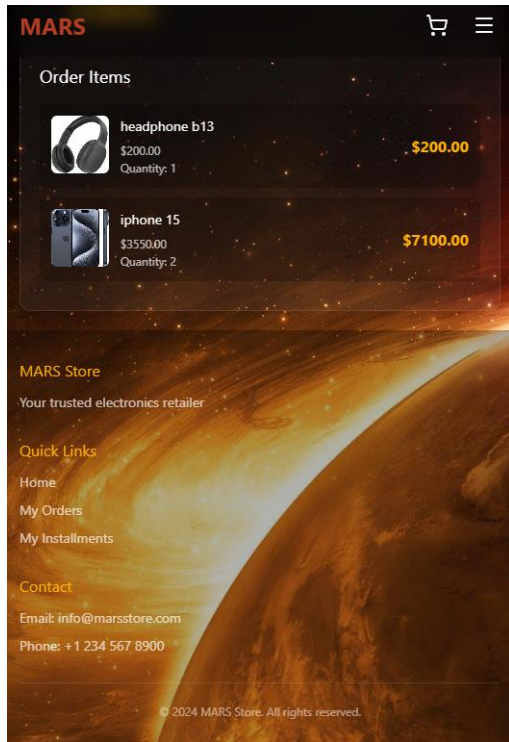 MARS
Order Items
headphone b13
$200.00
Quantity: 1
$200.00
iphone 15
$3550.00
Quantity: 2
$7100.00
MARS Store
Your trusted electronics retailer
Quick Links
Home
My Orders
My Installments
Contact
Email: info@marsstore.com
Phone: +1 234 567 8900
© 2024 MARS Store. All rights reserved.